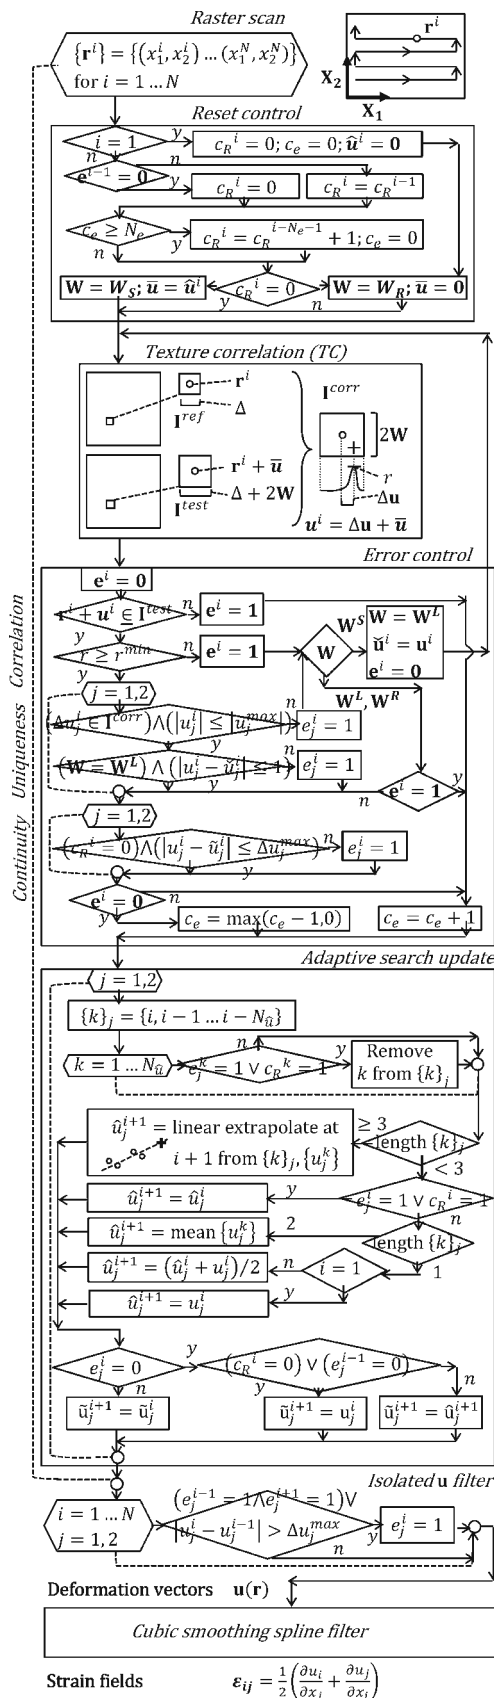 Raster scan
{r^i} = {(x_1^i, x_2^i) … (x_1^N, x_2^N)}
for i = 1 … N
r^i
X_2
X_1
Reset control
i = 1
y
c_R^i = 0; c_e = 0; û^i = 0
n
n
e^{i−1} = 0
y
c_R^i = 0
c_R^i = c_R^{i−1}
c_e ≥ N_e
y
c_R^i = c_R^{i−N_e−1} + 1; c_e = 0
n
W = W_S; ū = û^i
c_R^i = 0
W = W_R; ū = 0
y
n
Texture correlation (TC)
r^i
I^{ref}
Δ
I^{corr}
2W
r^i + ū
I^{test}
Δ + 2W
r
Δu
u^i = Δu + ū
Error control
e^i = 0
r^i + u^i ⊆ I^{test}
n
e^i = 1
y
r ≥ r^{min}
n
e^i = 1
W
W^S
W = W^L
ŭ^i = u^i
e^i = 0
y
j = 1,2
W^L, W^R
n
(Δu_j^i ∈ I^{corr}) ∧ (|u_j^i| ≤ |u_j^{max}|)
e_j^i = 1
y
n
(W = W^L) ∧ (|u_j^i − ŭ_j^i| ≤ 1)
e_j^i = 1
y
n
e^i = 1
y
j = 1,2
(c_R^i = 0) ∧ (|u_j^i − ũ_j^i| ≤ Δu_j^{max})
n
e_j^i = 1
y
e^i = 0
n
y
c_e = max(c_e − 1,0)
c_e = c_e + 1
Adaptive search update
j = 1,2
{k}_j = {i, i − 1 … i − N_û}
n
k = 1 … N_û
e_j^k = 1 ∨ c_R^k = 1
y
Remove
k from {k}_j
û_j^{i+1} = linear extrapolate at
i + 1 from {k}_j, {u_j^k}
≥ 3
length {k}_j
< 3
û_j^{i+1} = û_j^i
y
e_j^i = 1 ∨ c_R^i = 1
n
û_j^{i+1} = mean {u_j^k}
2
length {k}_j
û_j^{i+1} = (û_j^i + u_j^i)/2
n
i = 1
1
û_j^{i+1} = u_j^i
y
e_j^i = 0
y
(c_R^i = 0) ∨ (e_j^{i−1} = 0)
n
n
y
ũ_j^{i+1} = ũ_j^i
ũ_j^{i+1} = u_j^i
ũ_j^{i+1} = û_j^{i+1}
Isolated u filter
i = 1 … N
j = 1,2
(e_j^{i−1} = 1 ∧ e_j^{i+1} = 1) ∨
|u_j^i − u_j^{i−1}| > Δu_j^{max}
y
e_j^i = 1
n
Continuity Uniqueness Correlation
Deformation vectors u(r)
Cubic smoothing spline filter
Strain fields ε_{ij} = 1/2 (∂u_i/∂x_j + ∂u_j/∂x_i)